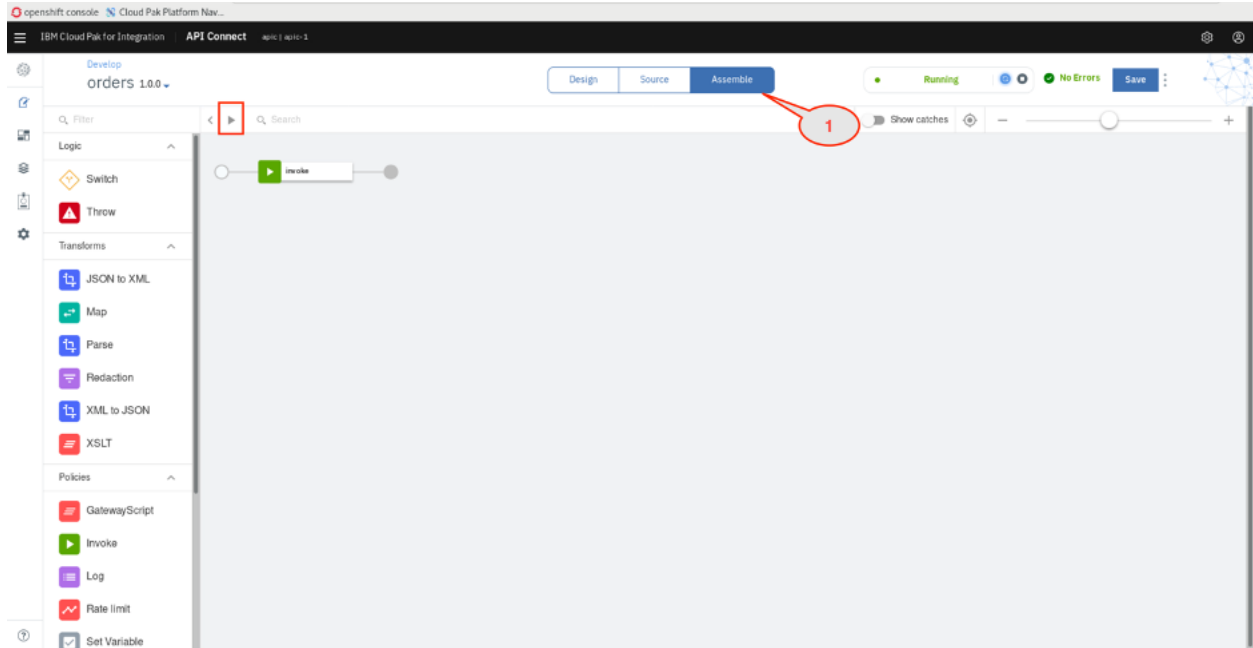 openshift console Cloud Pak Platform Nav...
IBM Cloud Pak for Integration API Connect apic | apic-1
Develop
orders 1.0.0
Design Source Assemble
Running
No Errors
Save
Filter
Search
1
Show catches
Logic
Switch
Throw
invoke
Transforms
JSON to XML
Map
Parse
Redaction
XML to JSON
XSLT
Policies
GatewayScript
Invoke
Log
Rate limit
Set Variable